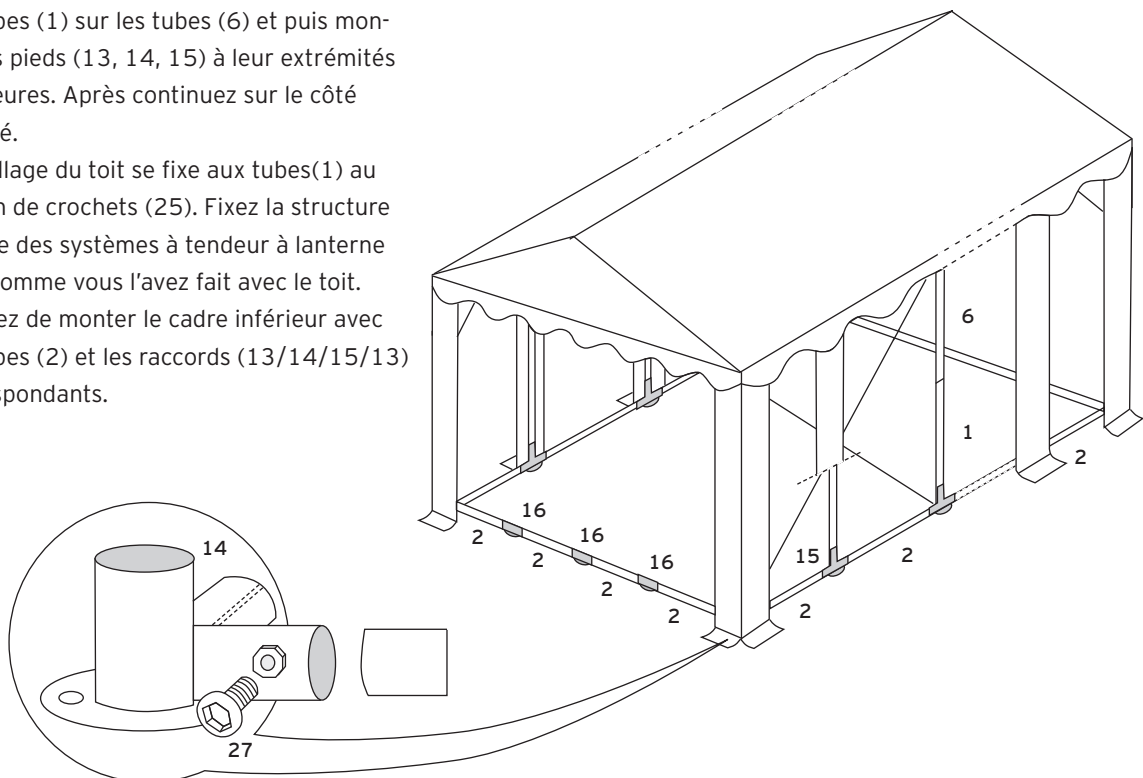 bes (1) sur les tubes (6) et puis mon-
s pieds (13, 14, 15) à leur extrémités
eures. Après continuez sur le côté
é.
llage du toit se fixe aux tubes(1) au
n de crochets (25). Fixez la structure
e des systèmes à tendeur à lanterne
omme vous l'avez fait avec le toit.
ez de monter le cadre inférieur avec
bes (2) et les raccords (13/14/15/13)
spondants.
6
1
2
16
2
16
2
16
2
2
15
2
2
14
27